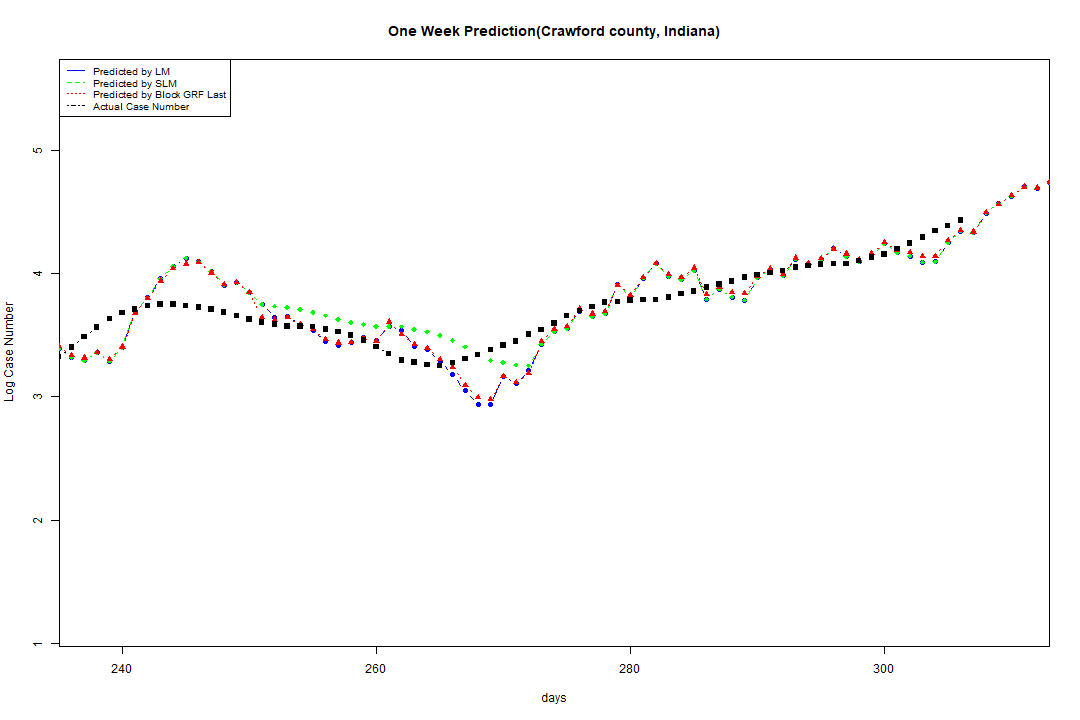 One Week Prediction(Crawford county, Indiana)
Predicted by LM
Predicted by SLM
Predicted by Block GRF Last
Actual Case Number
5
4
3
2
1
Log Case Number
240
260
280
300
days